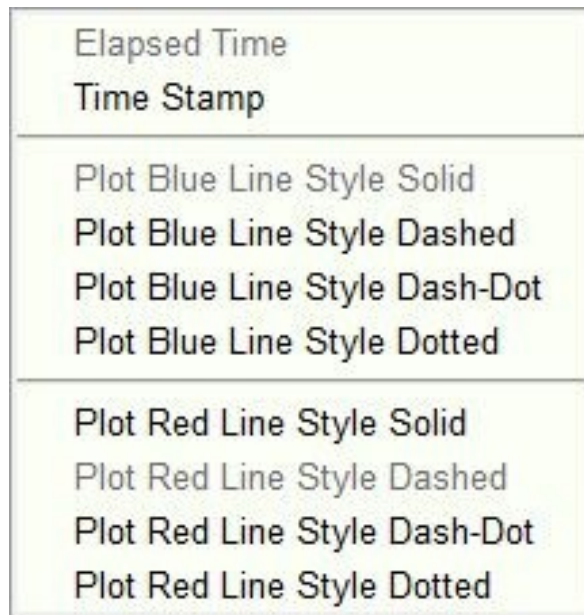 Elapsed Time
Time Stamp
Plot Blue Line Style Solid
Plot Blue Line Style Dashed
Plot Blue Line Style Dash-Dot
Plot Blue Line Style Dotted
Plot Red Line Style Solid
Plot Red Line Style Dashed
Plot Red Line Style Dash-Dot
Plot Red Line Style Dotted